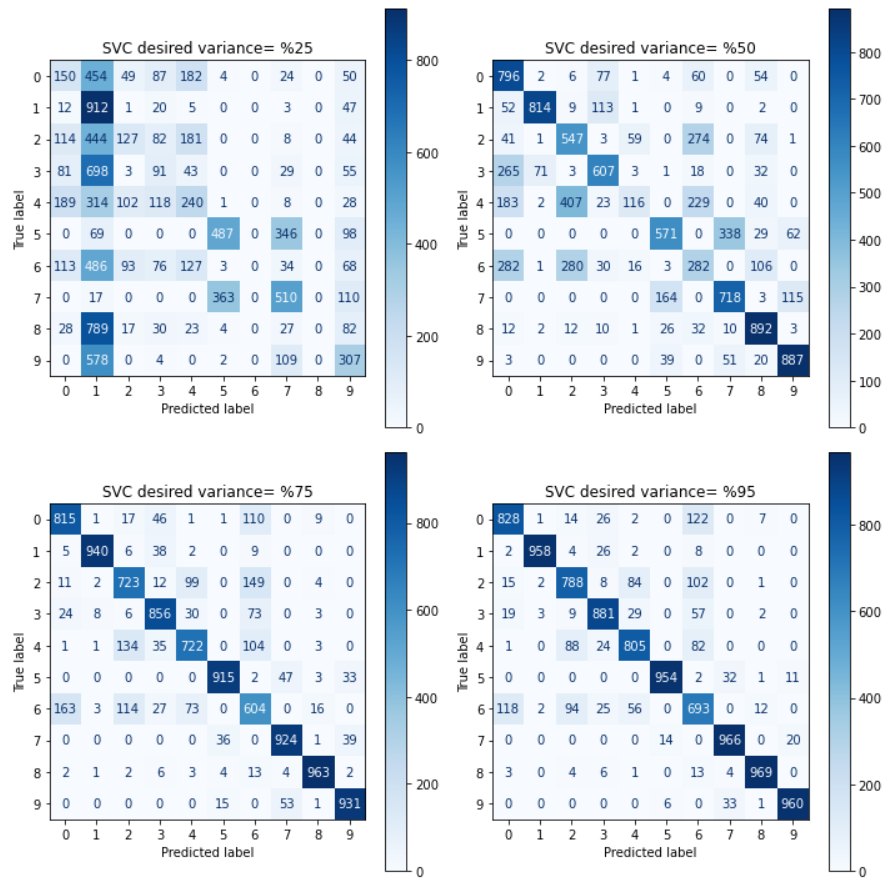 SVC desired variance= %25
0 150 454 49 87 182 4 0 24 0 50
1 12 912 1 20 5 0 0 3 0 47
2 114 444 127 82 181 0 0 8 0 44
3 81 698 3 91 43 0 0 29 0 55
4 189 314 102 118 240 1 0 8 0 28
5 0 69 0 0 0 487 0 346 0 98
6 113 486 93 76 127 3 0 34 0 68
7 0 17 0 0 0 363 0 510 0 110
8 28 789 17 30 23 4 0 27 0 82
9 0 578 0 4 0 2 0 109 0 307
0 1 2 3 4 5 6 7 8 9
Predicted label
True label
800
600
400
200
0
SVC desired variance= %50
0 796 2 6 77 1 4 60 0 54 0
1 52 814 9 113 1 0 9 0 2 0
2 41 1 547 3 59 0 274 0 74 1
3 265 71 3 607 3 1 18 0 32 0
4 183 2 407 23 116 0 229 0 40 0
5 0 0 0 0 0 571 0 338 29 62
6 282 1 280 30 16 3 282 0 106 0
7 0 0 0 0 0 164 0 718 3 115
8 12 2 12 10 1 26 32 10 892 3
9 3 0 0 0 0 39 0 51 20 887
0 1 2 3 4 5 6 7 8 9
Predicted label
True label
800
700
600
500
400
300
200
100
0
SVC desired variance= %75
0 815 1 17 46 1 1 110 0 9 0
1 5 940 6 38 2 0 9 0 0 0
2 11 2 723 12 99 0 149 0 4 0
3 24 8 6 856 30 0 73 0 3 0
4 1 1 134 35 722 0 104 0 3 0
5 0 0 0 0 0 915 2 47 3 33
6 163 3 114 27 73 0 604 0 16 0
7 0 0 0 0 0 36 0 924 1 39
8 2 1 2 6 3 4 13 4 963 2
9 0 0 0 0 0 15 0 53 1 931
0 1 2 3 4 5 6 7 8 9
Predicted label
True label
800
600
400
200
0
SVC desired variance= %95
0 828 1 14 26 2 0 122 0 7 0
1 2 958 4 26 2 0 8 0 0 0
2 15 2 788 8 84 0 102 0 1 0
3 19 3 9 881 29 0 57 0 2 0
4 1 0 88 24 805 0 82 0 0 0
5 0 0 0 0 0 954 2 32 1 11
6 118 2 94 25 56 0 693 0 12 0
7 0 0 0 0 0 14 0 966 0 20
8 3 0 4 1 6 0 13 4 969 0
9 0 0 0 0 0 6 0 33 1 960
0 1 2 3 4 5 6 7 8 9
Predicted label
True label
800
600
400
200
0